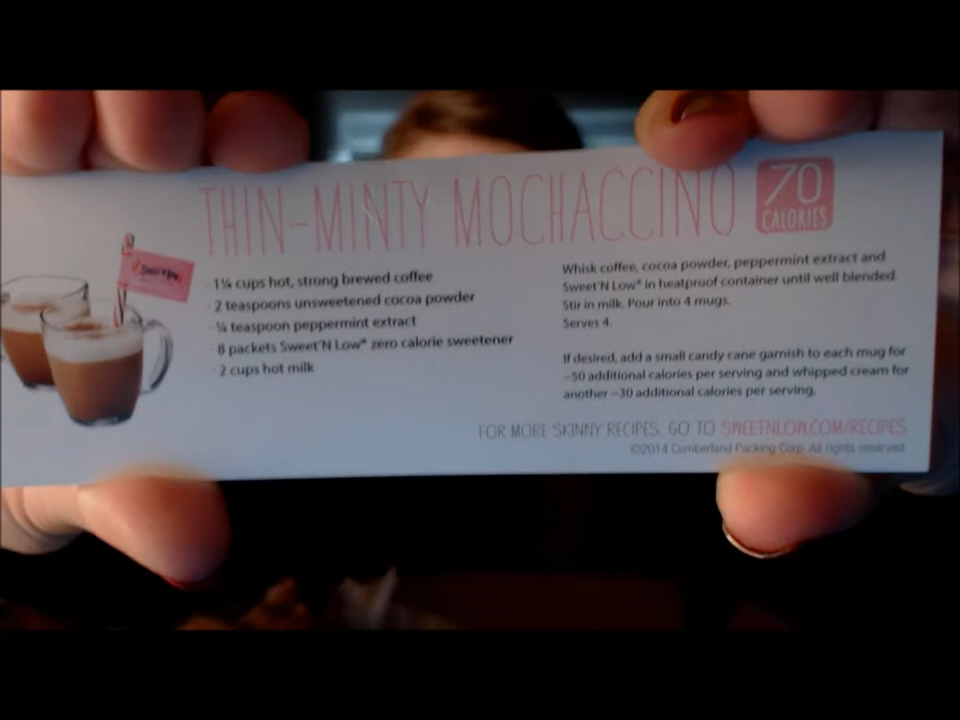 THIN-MINTY MOCHACCINO
70
CALORIES
Sweet'N Low
1¼ cups hot, strong brewed coffee
2 teaspoons unsweetened cocoa powder
¼ teaspoon peppermint extract
8 packets Sweet'N Low® zero calorie sweetener
2 cups hot milk
Whisk coffee, cocoa powder, peppermint extract and
Sweet'N Low® in heatproof container until well blended.
Stir in milk. Pour into 4 mugs.
Serves 4.
If desired, add a small candy cane garnish to each mug for
~50 additional calories per serving and whipped cream for
another ~30 additional calories per serving.
FOR MORE SKINNY RECIPES, GO TO SWEETNLOW.COM/RECIPES
©2014 Cumberland Packing Corp. All rights reserved.